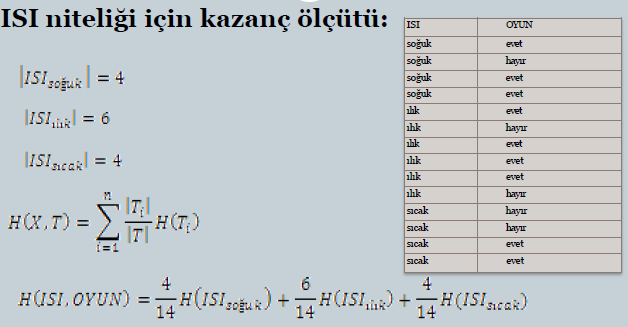 ISI niteliği için kazanç ölçütü:
|ISI_soğuk| = 4
|ISI_ılık| = 6
|ISI_sıcak| = 4
H(X,T) = ∑_{i=1}^{n} |T_i|/|T| H(T_i)
H(ISI,OYUN) = 4/14 H(ISI_soğuk) + 6/14 H(ISI_ılık) + 4/14 H(ISI_sıcak)
ISI OYUN
soğuk evet
soğuk hayır
soğuk evet
soğuk evet
ılık evet
ılık hayır
ılık evet
ılık evet
ılık evet
ılık hayır
sıcak hayır
sıcak hayır
sıcak evet
sıcak evet